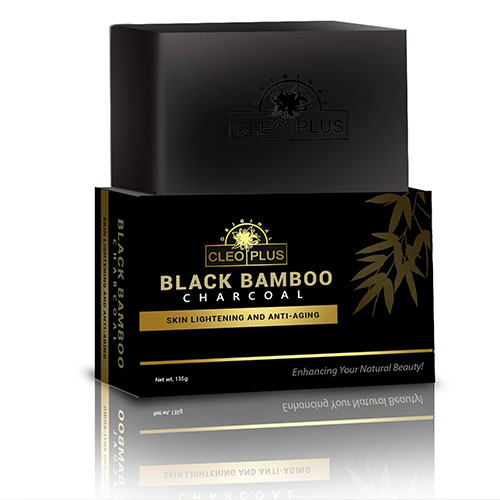 ORIGINAL
CLEO PLUS
ORIGINAL
CLEO PLUS
BLACK BAMBOO
CHARCOAL
SKIN LIGHTENING AND ANTI-AGING
Enhancing Your Natural Beauty!
Net wt. 135g
BLACK BAMBOO
CHARCOAL
SKIN LIGHTENING AND ANTI-AGING